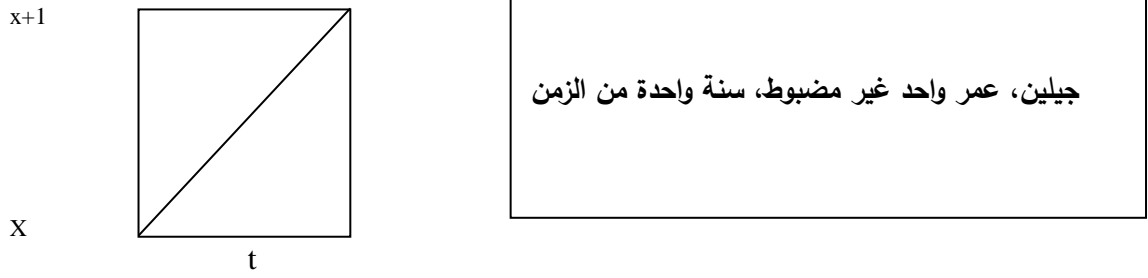 x+1
جيلين، عمر واحد غير مضبوط، سنة واحدة من الزمن
X
t